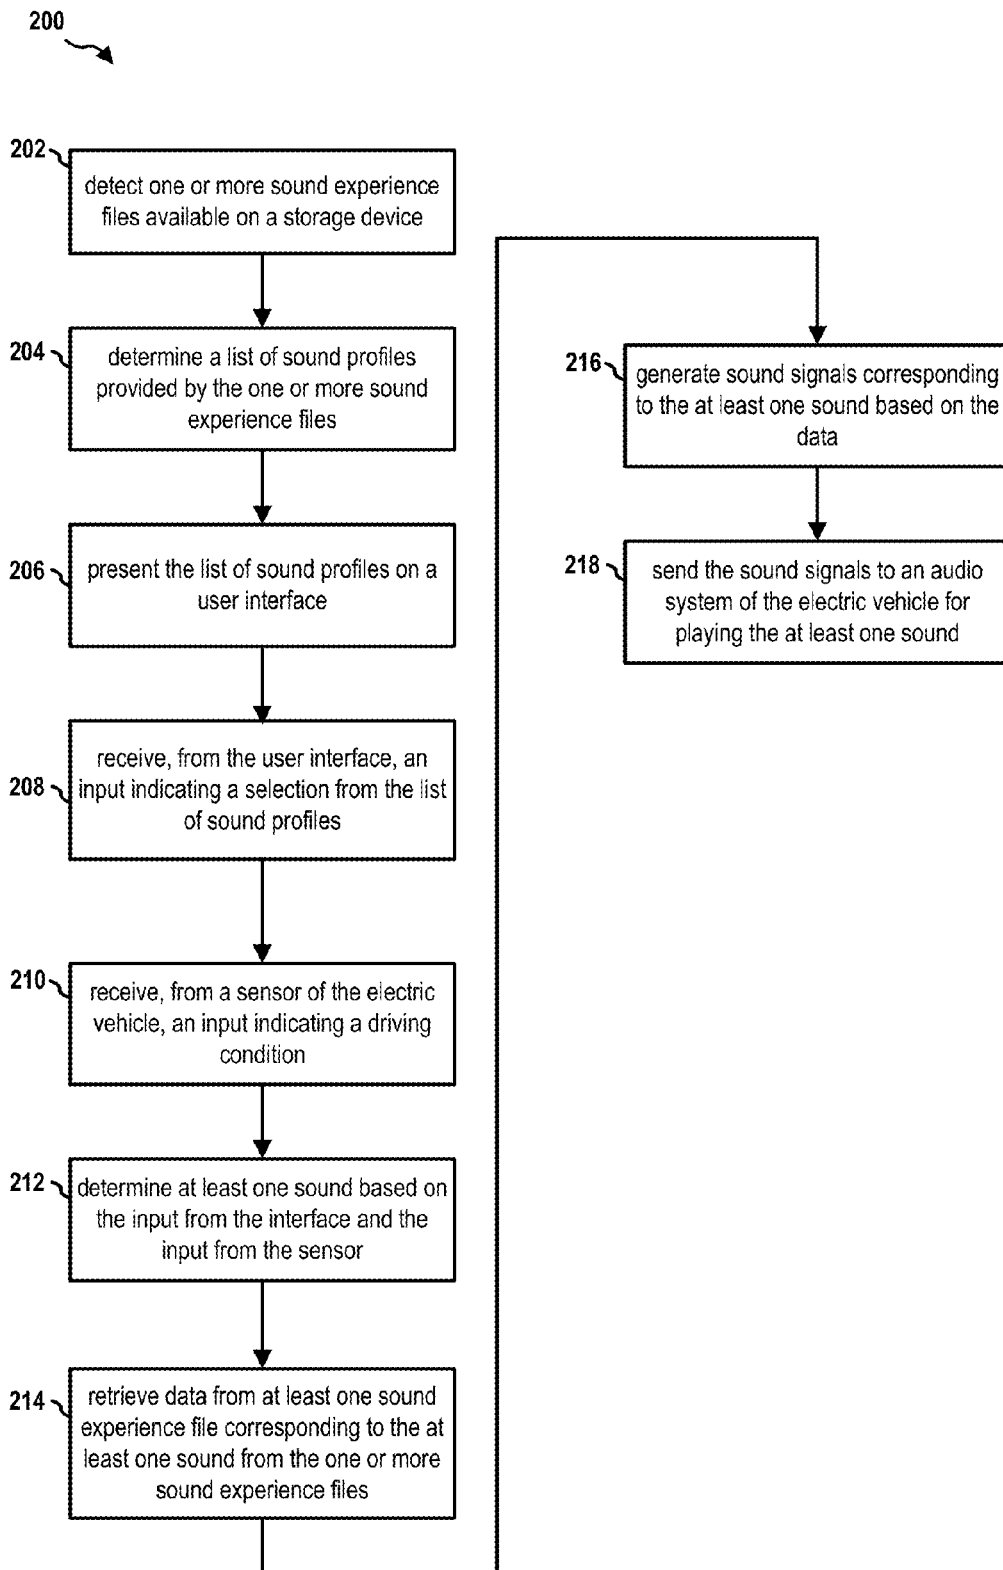 200
202
detect one or more sound experience
files available on a storage device
204
determine a list of sound profiles
provided by the one or more sound
experience files
206
present the list of sound profiles on a
user interface
208
receive, from the user interface, an
input indicating a selection from the list
of sound profiles
210
receive, from a sensor of the electric
vehicle, an input indicating a driving
condition
212
determine at least one sound based on
the input from the interface and the
input from the sensor
214
retrieve data from at least one sound
experience file corresponding to the at
least one sound from the one or more
sound experience files
216
generate sound signals corresponding
to the at least one sound based on the
data
218
send the sound signals to an audio
system of the electric vehicle for
playing the at least one sound